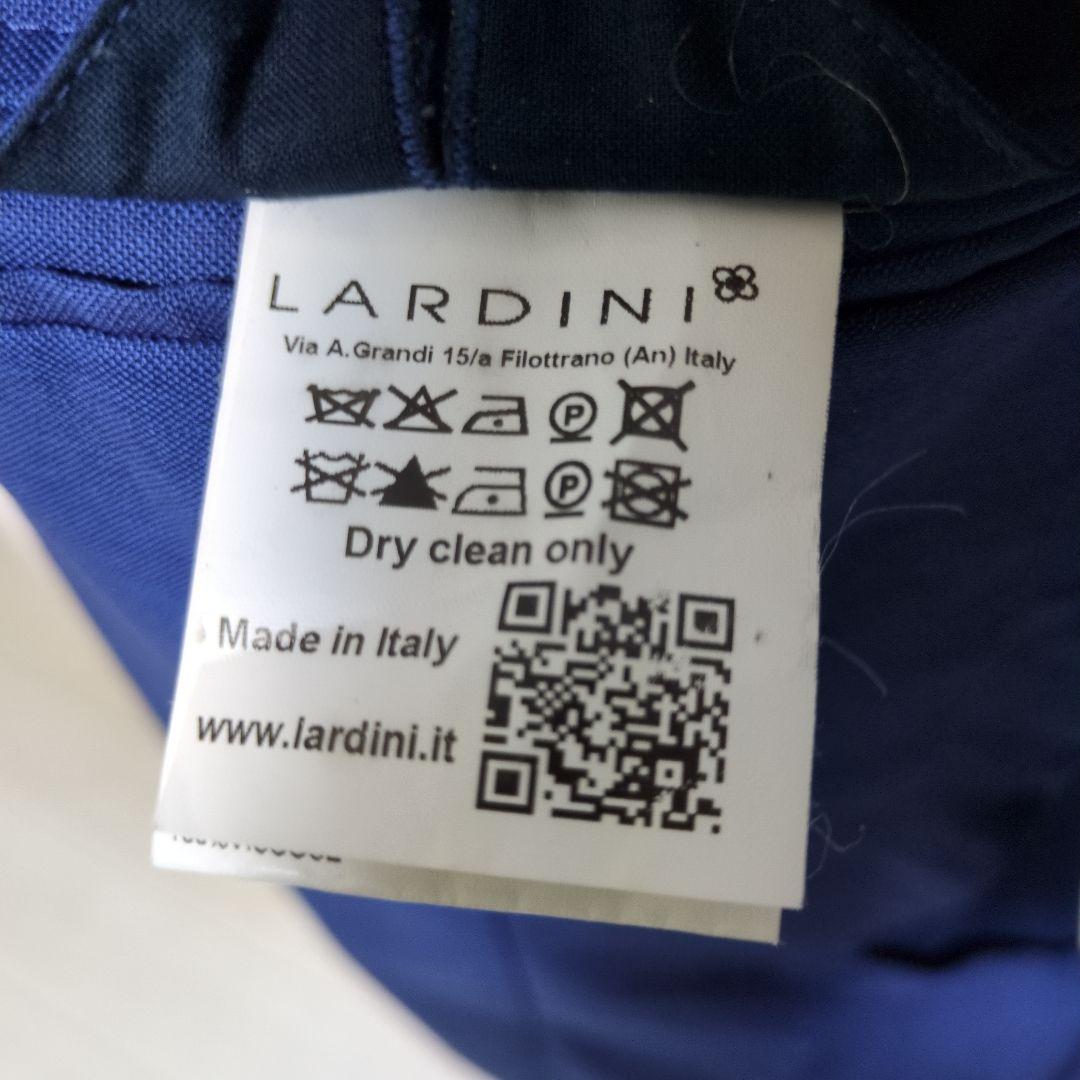 LARDINI
Via A.Grandi 15/a Filottrano (An) Italy
P
P
Dry clean only
Made in Italy
www.lardini.it